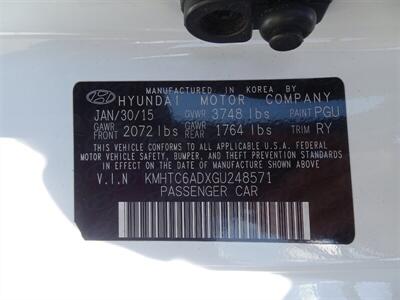 MANUFACTURED IN KOREA BY
HYUNDAI MOTOR COMPANY
JAN/30/15 GVWR 3748 lbs PAINT PGU
GAWR FRONT 2072 lbs GAWR REAR 1764 lbs TRIM RY
THIS VEHICLE CONFORMS TO ALL APPLICABLE U.S. FEDERAL
MOTOR VEHICLE SAFETY, BUMPER, AND THEFT PREVENTION
STANDARDS IN EFFECT ON THE DATE OF MANUFACTURE SHOWN ABOVE
V.I.N KMHTC6ADXGU248571
PASSENGER CAR